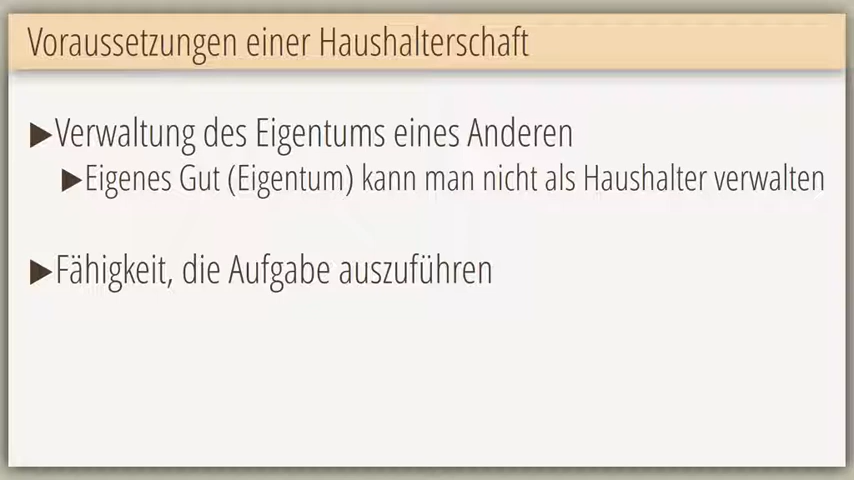 Voraussetzungen einer Haushalterschaft
▶Verwaltung des Eigentums eines Anderen
▶Eigenes Gut (Eigentum) kann man nicht als Haushalter verwalten
▶Fähigkeit, die Aufgabe auszuführen